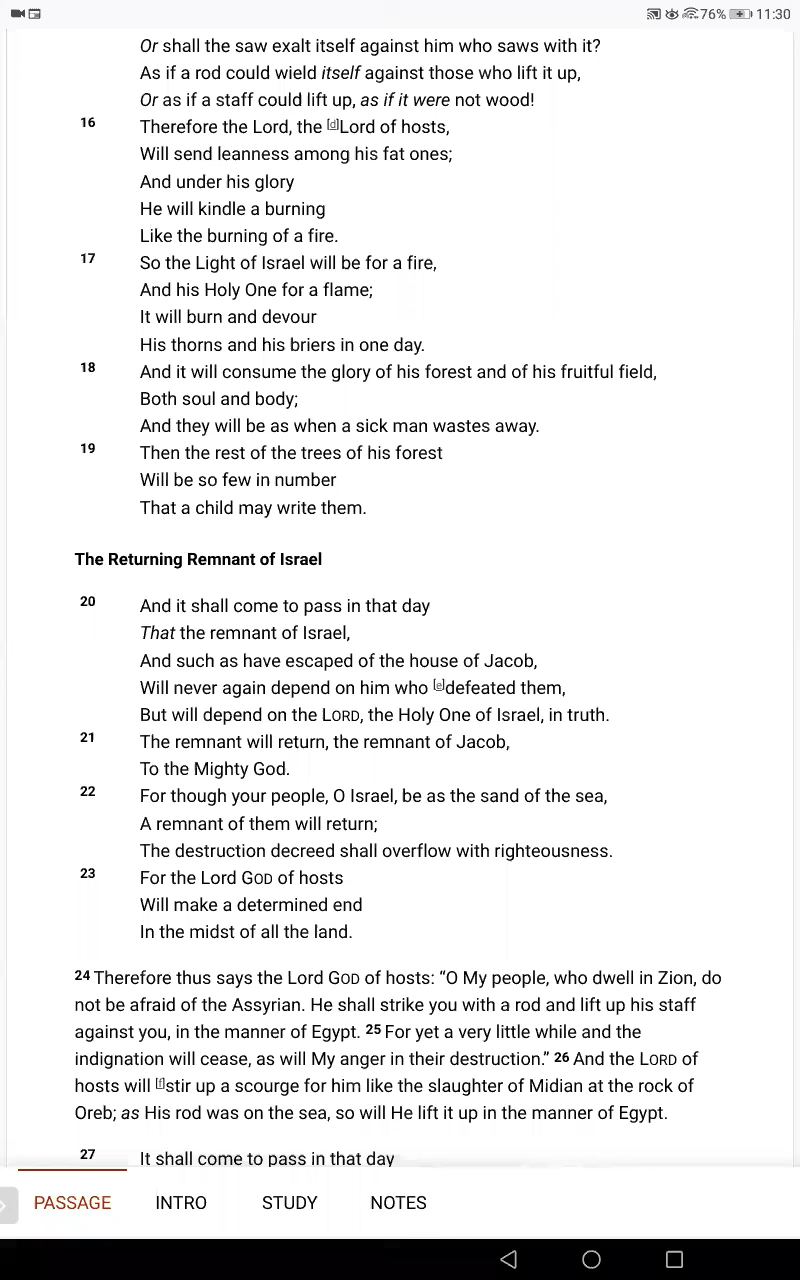 76% 11:30
Or shall the saw exalt itself against him who saws with it?
As if a rod could wield itself against those who lift it up,
Or as if a staff could lift up, as if it were not wood!
16 Therefore the Lord, the [d]Lord of hosts,
Will send leanness among his fat ones;
And under his glory
He will kindle a burning
Like the burning of a fire.
17 So the Light of Israel will be for a fire,
And his Holy One for a flame;
It will burn and devour
His thorns and his briers in one day.
18 And it will consume the glory of his forest and of his fruitful field,
Both soul and body;
And they will be as when a sick man wastes away.
19 Then the rest of the trees of his forest
Will be so few in number
That a child may write them.
The Returning Remnant of Israel
20 And it shall come to pass in that day
That the remnant of Israel,
And such as have escaped of the house of Jacob,
Will never again depend on him who [e]defeated them,
But will depend on the LORD, the Holy One of Israel, in truth.
21 The remnant will return, the remnant of Jacob,
To the Mighty God.
22 For though your people, O Israel, be as the sand of the sea,
A remnant of them will return;
The destruction decreed shall overflow with righteousness.
23 For the Lord GOD of hosts
Will make a determined end
In the midst of all the land.
24 Therefore thus says the Lord GOD of hosts: “O My people, who dwell in Zion, do
not be afraid of the Assyrian. He shall strike you with a rod and lift up his staff
against you, in the manner of Egypt. 25 For yet a very little while and the
indignation will cease, as will My anger in their destruction.” 26 And the LORD of
hosts will [f]stir up a scourge for him like the slaughter of Midian at the rock of
Oreb; as His rod was on the sea, so will He lift it up in the manner of Egypt.
27 It shall come to pass in that day
PASSAGE INTRO STUDY NOTES